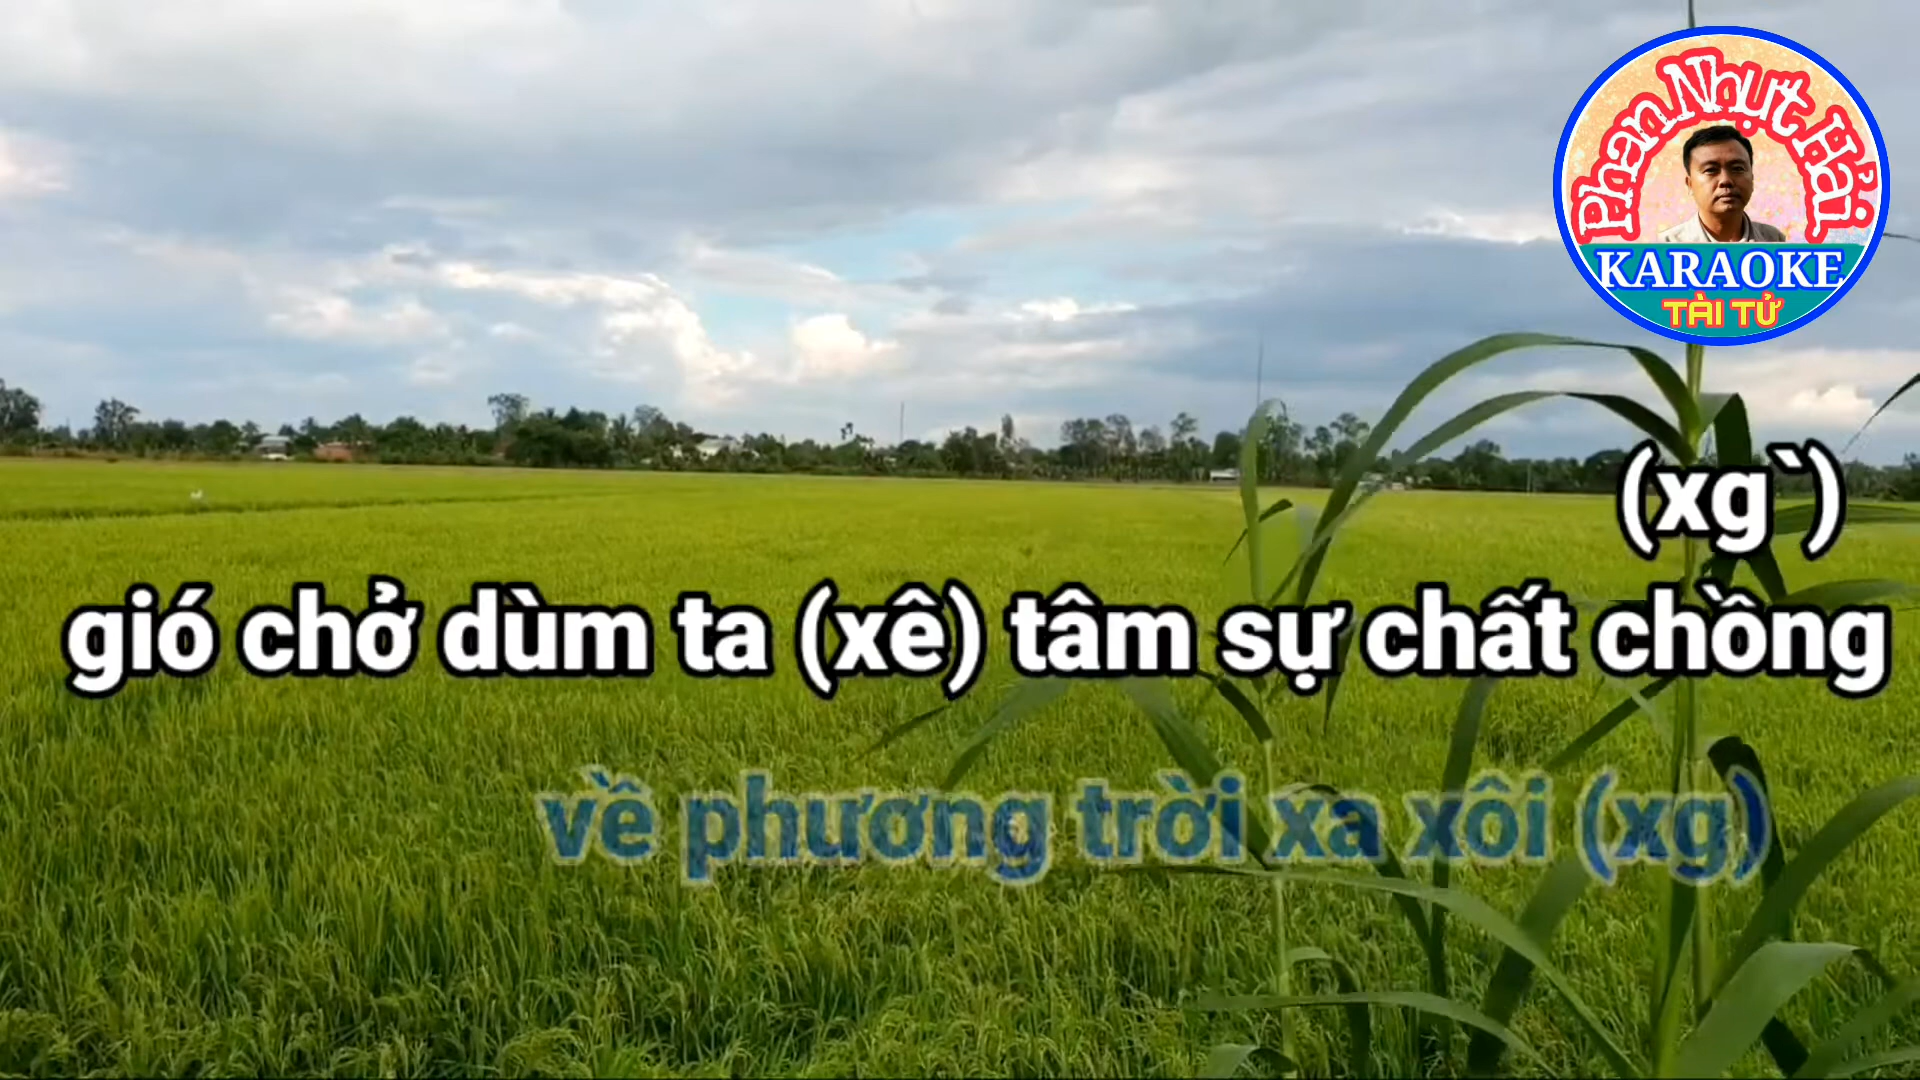 Phan Nhựt Hải
KARAOKE
TÀI TỬ
(xg`)
gió chở dùm ta (xê) tâm sự chất chồng
về phương trời xa xôi (xg)